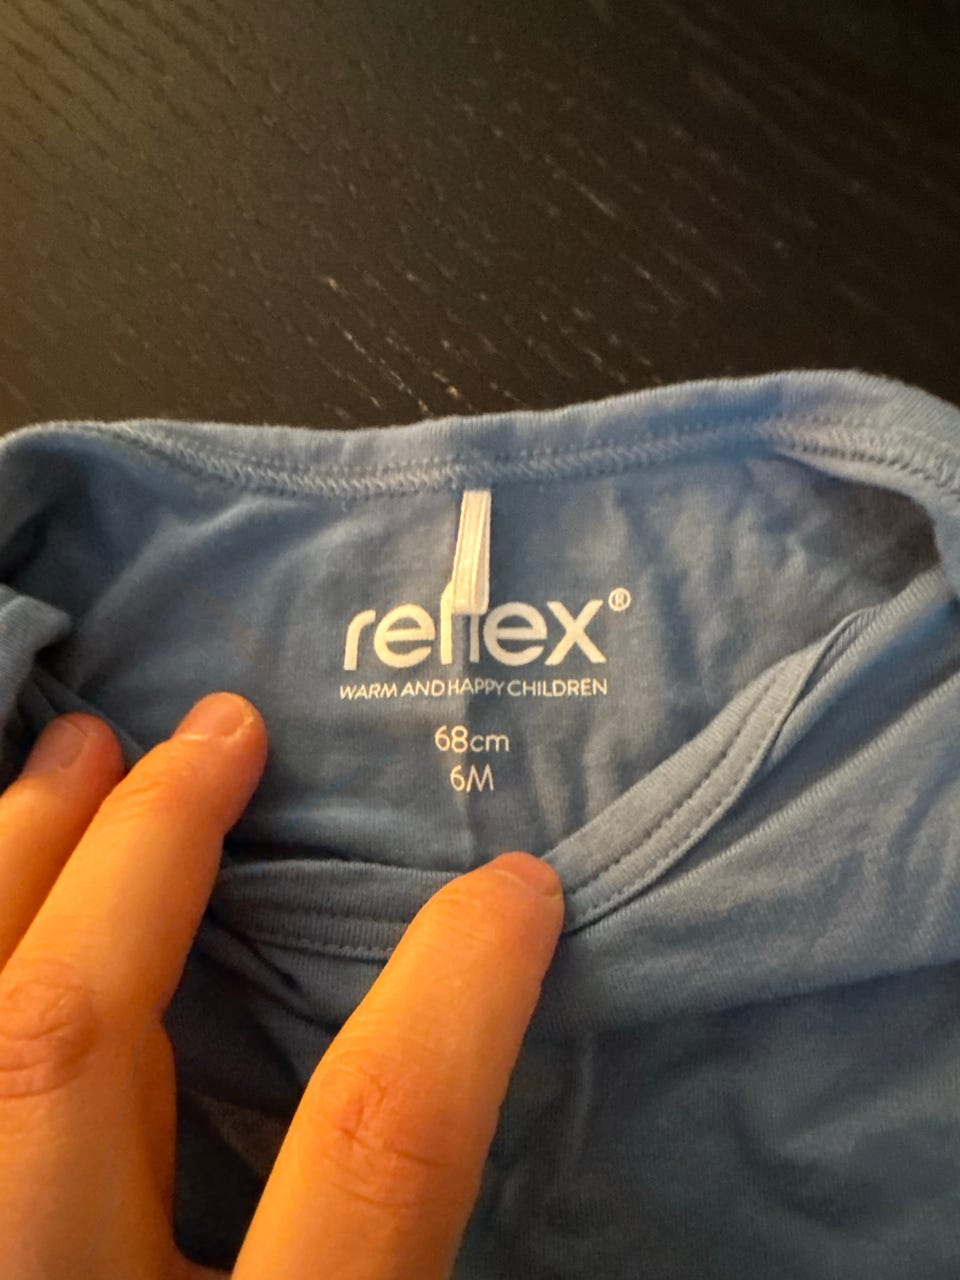 reflex®
WARM AND HAPPY CHILDREN
68cm
6M